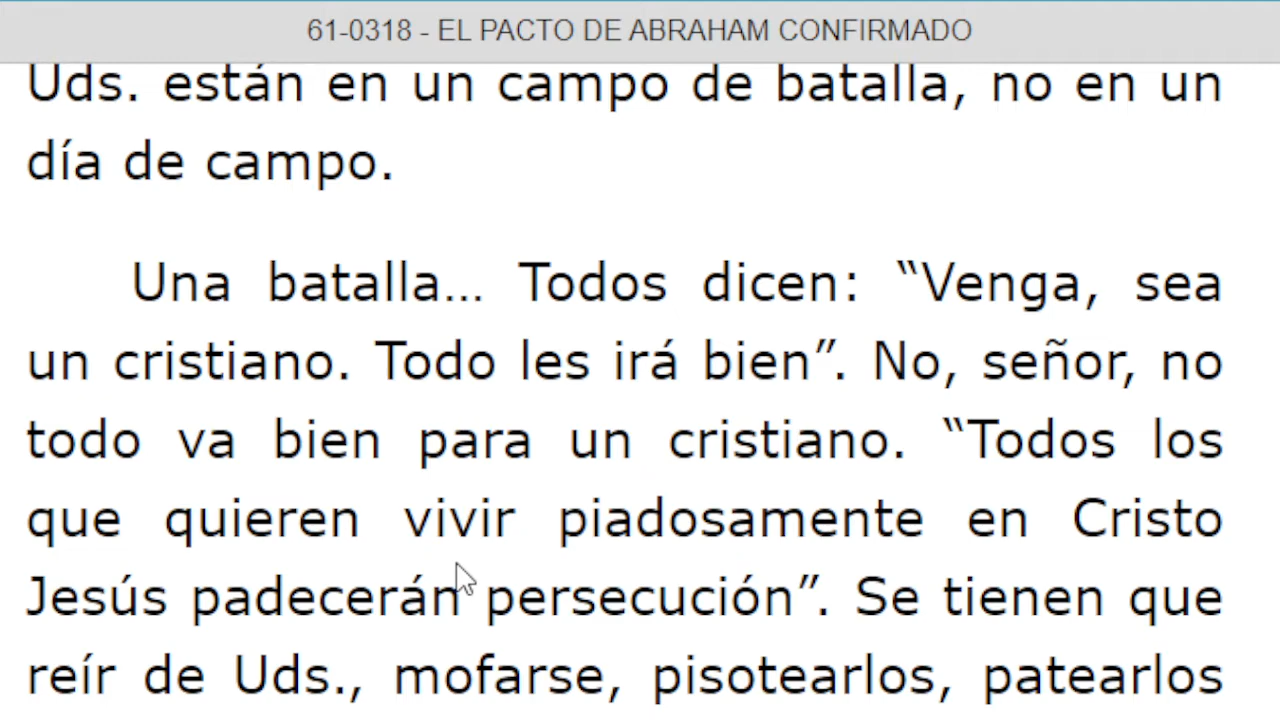 61-0318 - EL PACTO DE ABRAHAM CONFIRMADO
Uds. están en un campo de batalla, no en un
día de campo.
Una batalla... Todos dicen: “Venga, sea
un cristiano. Todo les irá bien”. No, señor, no
todo va bien para un cristiano. “Todos los
que quieren vivir piadosamente en Cristo
Jesús padecerán persecución”. Se tienen que
reír de Uds., mofarse, pisotearlos, patearlos